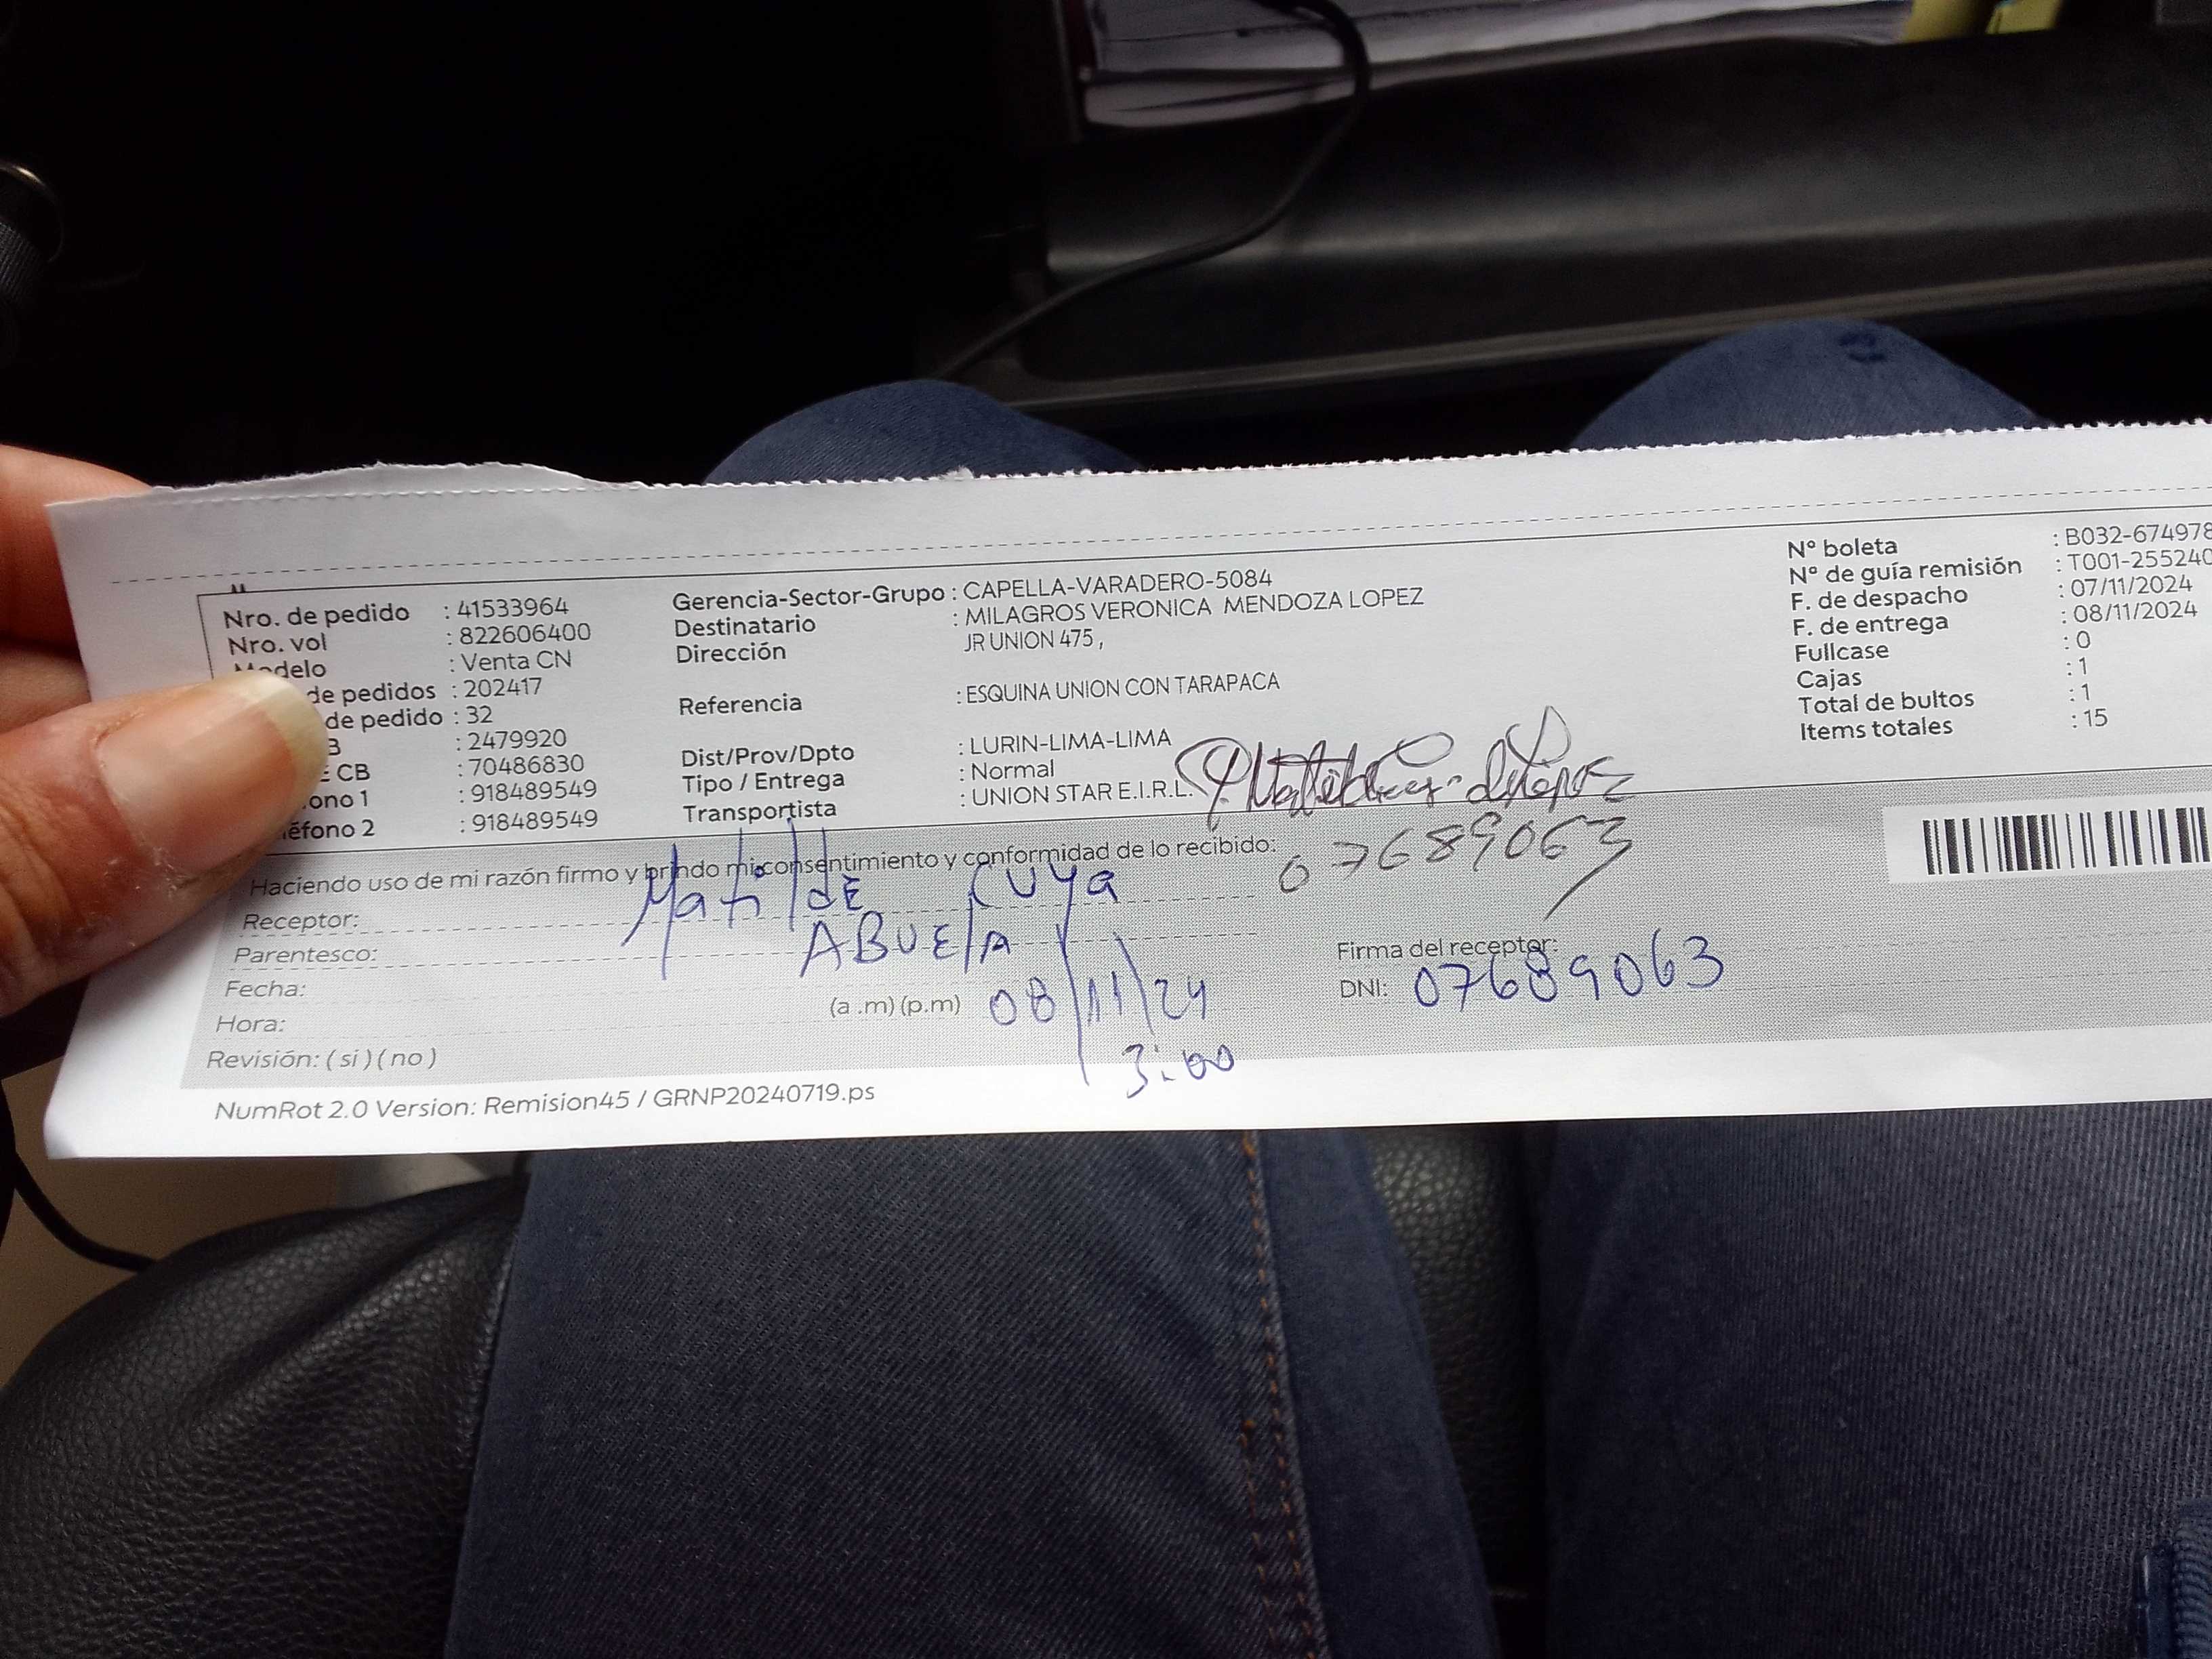 Nro. de pedido : 41533964
Nro. vol : 822606400
delo : Venta CN
de pedidos : 202417
de pedido : 32
B : 2479920
E CB : 70486830
ono 1 : 918489549
léfono 2 : 918489549
Gerencia-Sector-Grupo : CAPELLA-VARADERO-5084
Destinatario : MILAGROS VERONICA MENDOZA LOPEZ
Dirección JR UNION 475 ,
Referencia : ESQUINA UNION CON TARAPACA
Dist/Prov/Dpto : LURIN-LIMA-LIMA
Tipo / Entrega : Normal
Transportista : UNION STAR E.I.R.L.
Nº boleta : B032-674978
Nº de guía remisión : T001-255240
F. de despacho : 07/11/2024
F. de entrega : 08/11/2024
Fullcase : 0
Cajas : 1
Total de bultos : 1
Items totales : 15
Haciendo uso de mi razón firmo y brindo mi consentimiento y conformidad de lo recibido:
07689063
Receptor: Matilde Cuya
Parentesco: ABUElA
Fecha: 08/11/24
Hora: (a .m) (p.m) 3:00
Revisión: ( si ) ( no )
Firma del receptor:
DNI: 07689063
NumRot 2.0 Version: Remision45 / GRNP20240719.ps